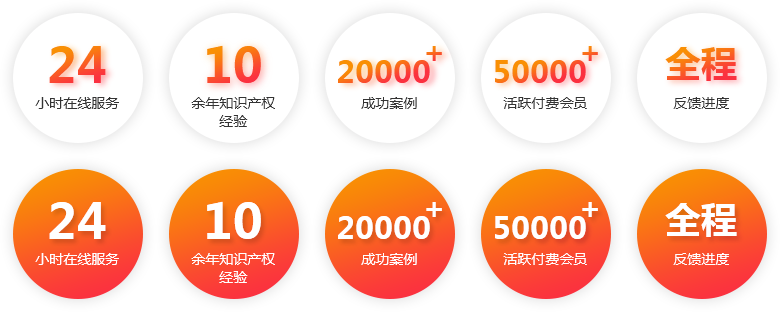 24
小时在线服务
10
余年知识产权
经验
20000+
成功案例
50000+
活跃付费会员
全程
反馈进度
24
小时在线服务
10
余年知识产权
经验
20000+
成功案例
50000+
活跃付费会员
全程
反馈进度